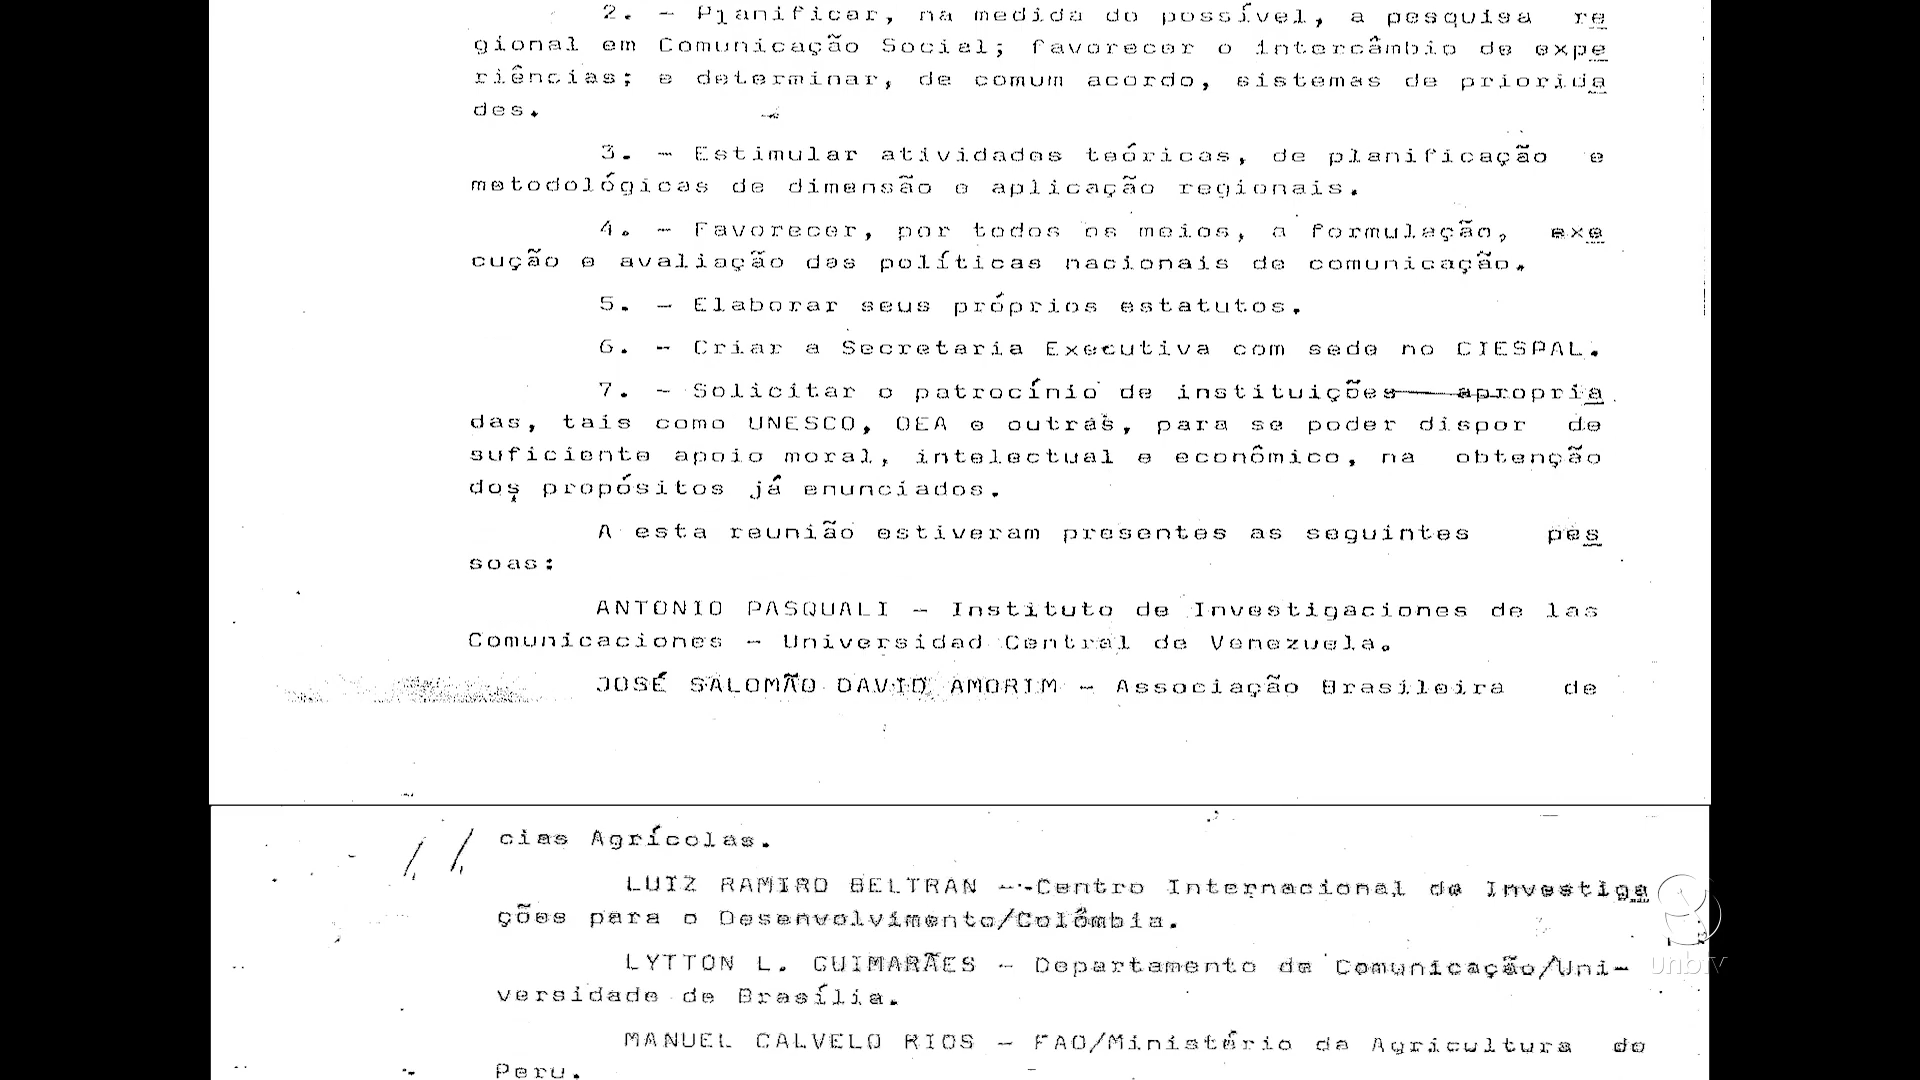 2. - Planificar, na medida do possível, a pesquisa re
gional em Comunicação Social; favorecer o intercâmbio de expe
riências; e determinar, de comum acordo, sistemas de priorida
des.
3. - Estimular atividades teóricas, de planificação e
metodológicas de dimensão e aplicação regionais.
4. - Favorecer, por todos os meios, a formulação, exe
cução e avaliação das políticas nacionais de comunicação.
5. - Elaborar seus próprios estatutos.
6. - Criar a Secretaria Executiva com sede no CIESPAL.
7. - Solicitar o patrocínio de instituições apropria
das, tais como UNESCO, OEA e outras, para se poder dispor de
suficiente apoio moral, intelectual e econômico, na obtenção
dos propósitos já enunciados.
A esta reunião estiveram presentes as seguintes pes
soas:
ANTONIO PASQUALI - Instituto de Investigaciones de las
Comunicaciones - Universidad Central de Venezuela.
JOSÉ SALOMÃO DAVID AMORIM - Associação Brasileira de
cias Agrícolas.
LUIZ RAMIRO BELTRAN - Centro Internacional de Investiga
ções para o Desenvolvimento/Colômbia.
LYTTON L. GUIMARÃES - Departamento de Comunicação/Uni-
versidade de Brasília.
MANUEL CALVELO RIOS - FAO/Ministério da Agricultura do
Peru.
unbtv